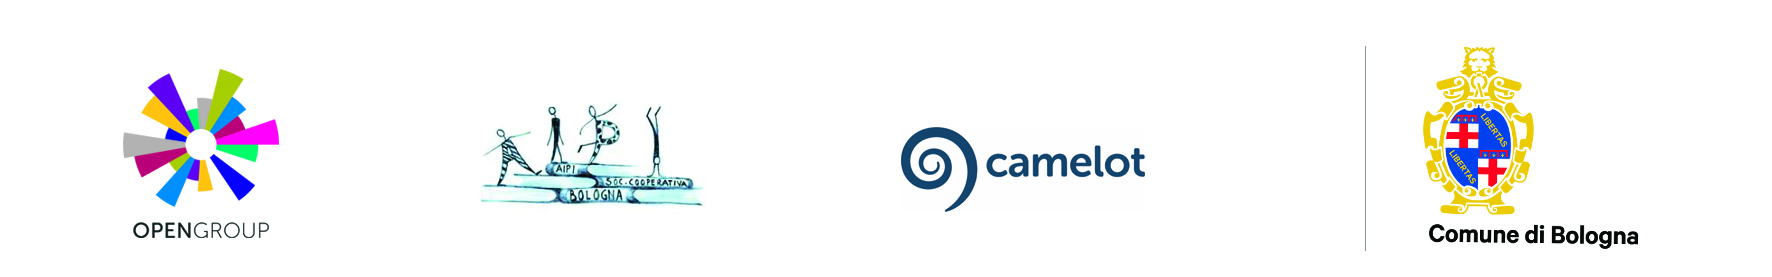 OPENGROUP
AIPI
SOC. COOPERATIVA
BOLOGNA
camelot
LIBERTAS
LIBERTAS
Comune di Bologna